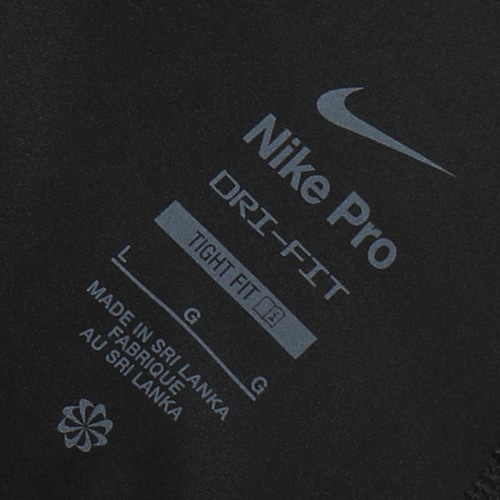 Nike Pro
DRI-FIT
TIGHT FIT
L G G
MADE IN SRI LANKA
FABRIQUE
AU SRI LANKA